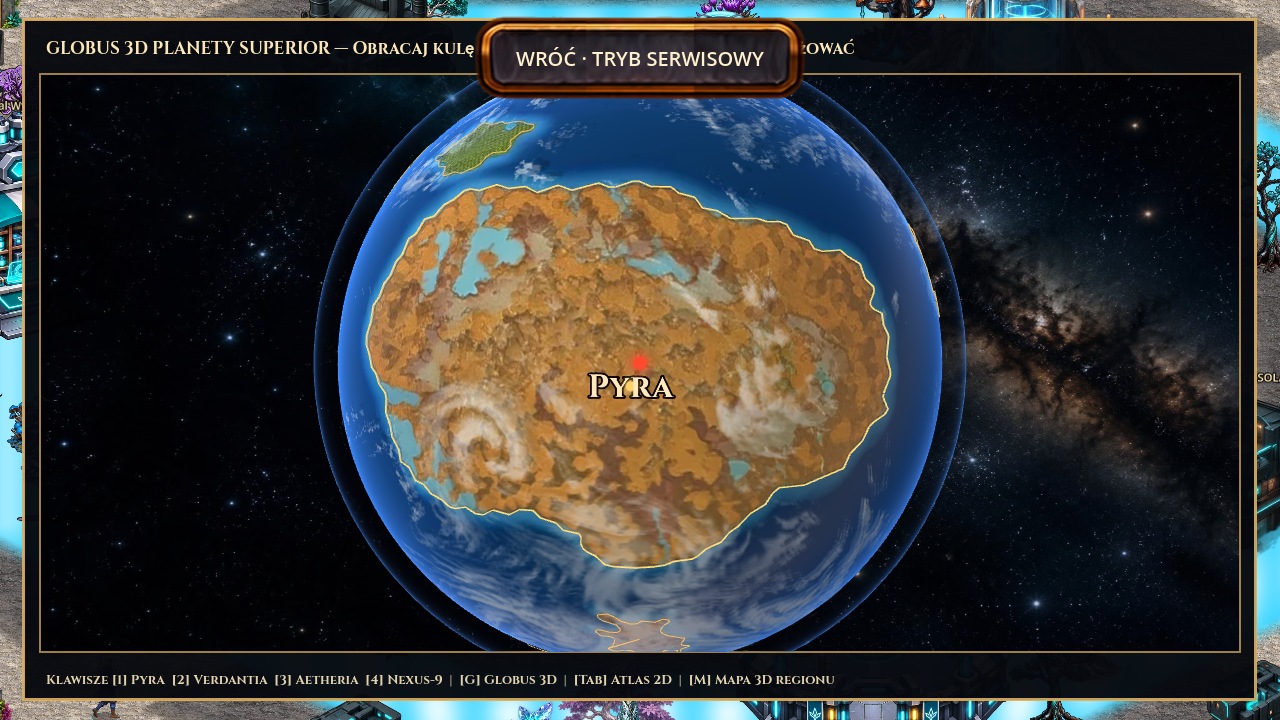 GLOBUS 3D PLANETY SUPERIOR — OBRACAJ KULĘ
WRÓĆ · TRYB SERWISOWY
PYRA
SOL
KLAWISZE [1] PYRA [2] VERDANTIA [3] AETHERIA [4] NEXUS-9 | [G] GLOBUS 3D | [TAB] ATLAS 2D | [M] MAPA 3D REGIONU